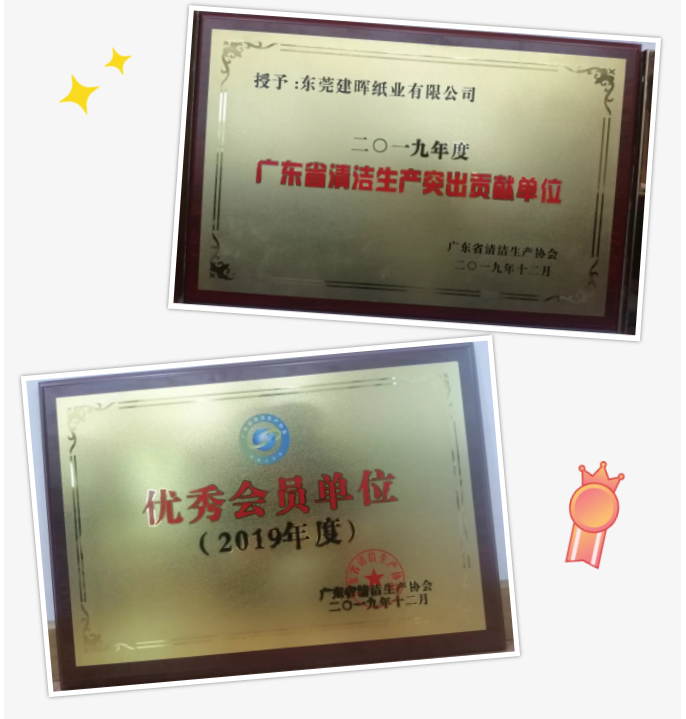 授予:东莞建晖纸业有限公司
二〇一九年度
广东省清洁生产突出贡献单位
广东省清洁生产协会
二〇一九年十二月
优秀会员单位
(2019年度)
广东省清洁生产协会
二〇一九年十二月